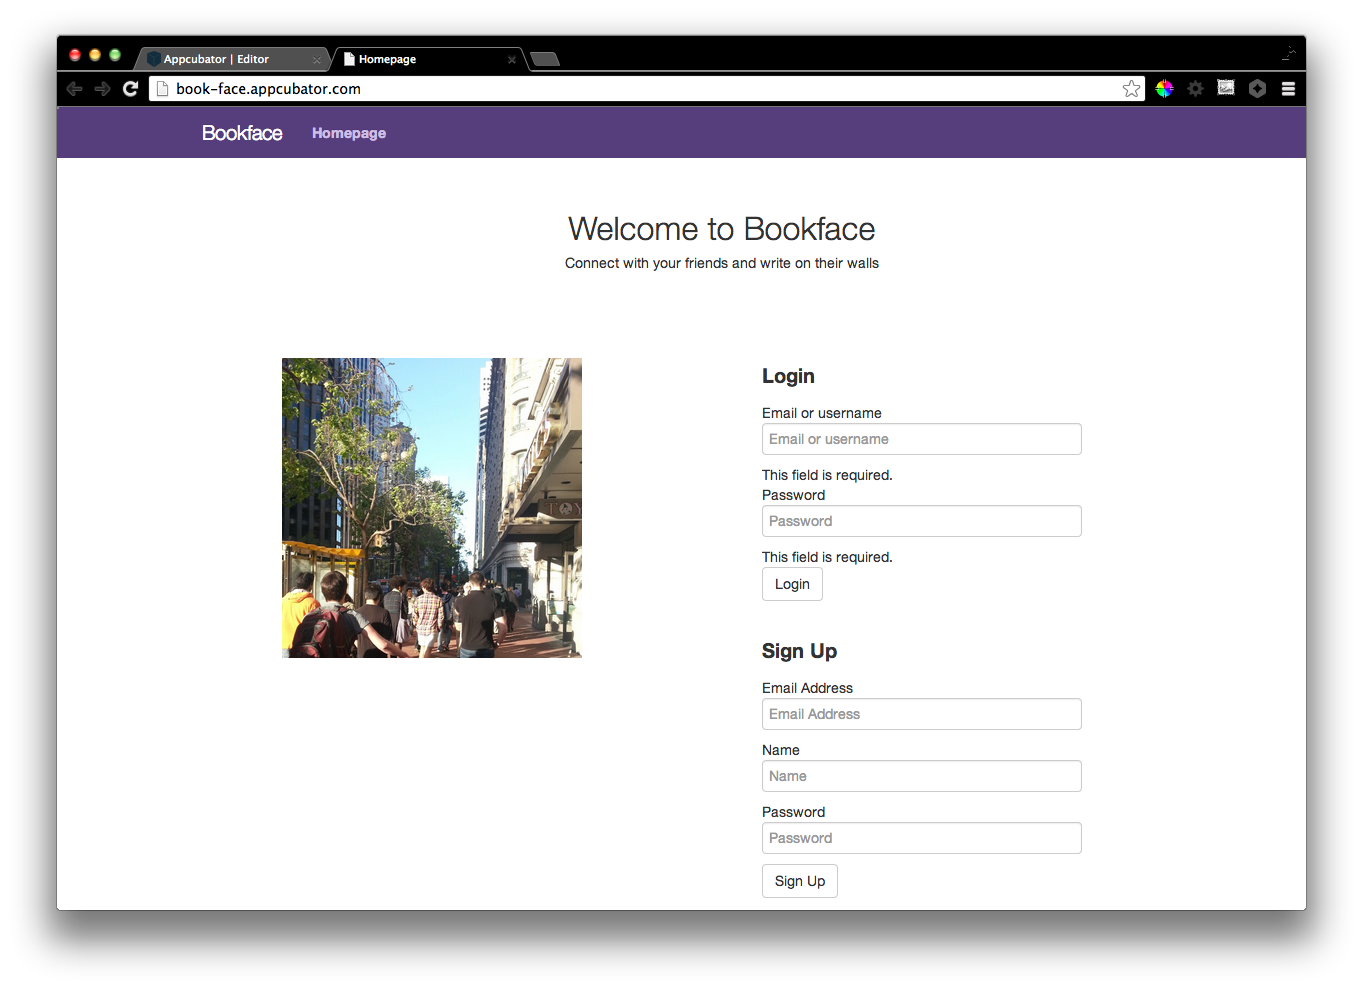 Appcubator | Editor
Homepage
book-face.appcubator.com
Bookface Homepage
Welcome to Bookface
Connect with your friends and write on their walls
TOY
Login
Email or username
Email or username
This field is required.
Password
Password
This field is required.
Login
Sign Up
Email Address
Email Address
Name
Name
Password
Password
Sign Up